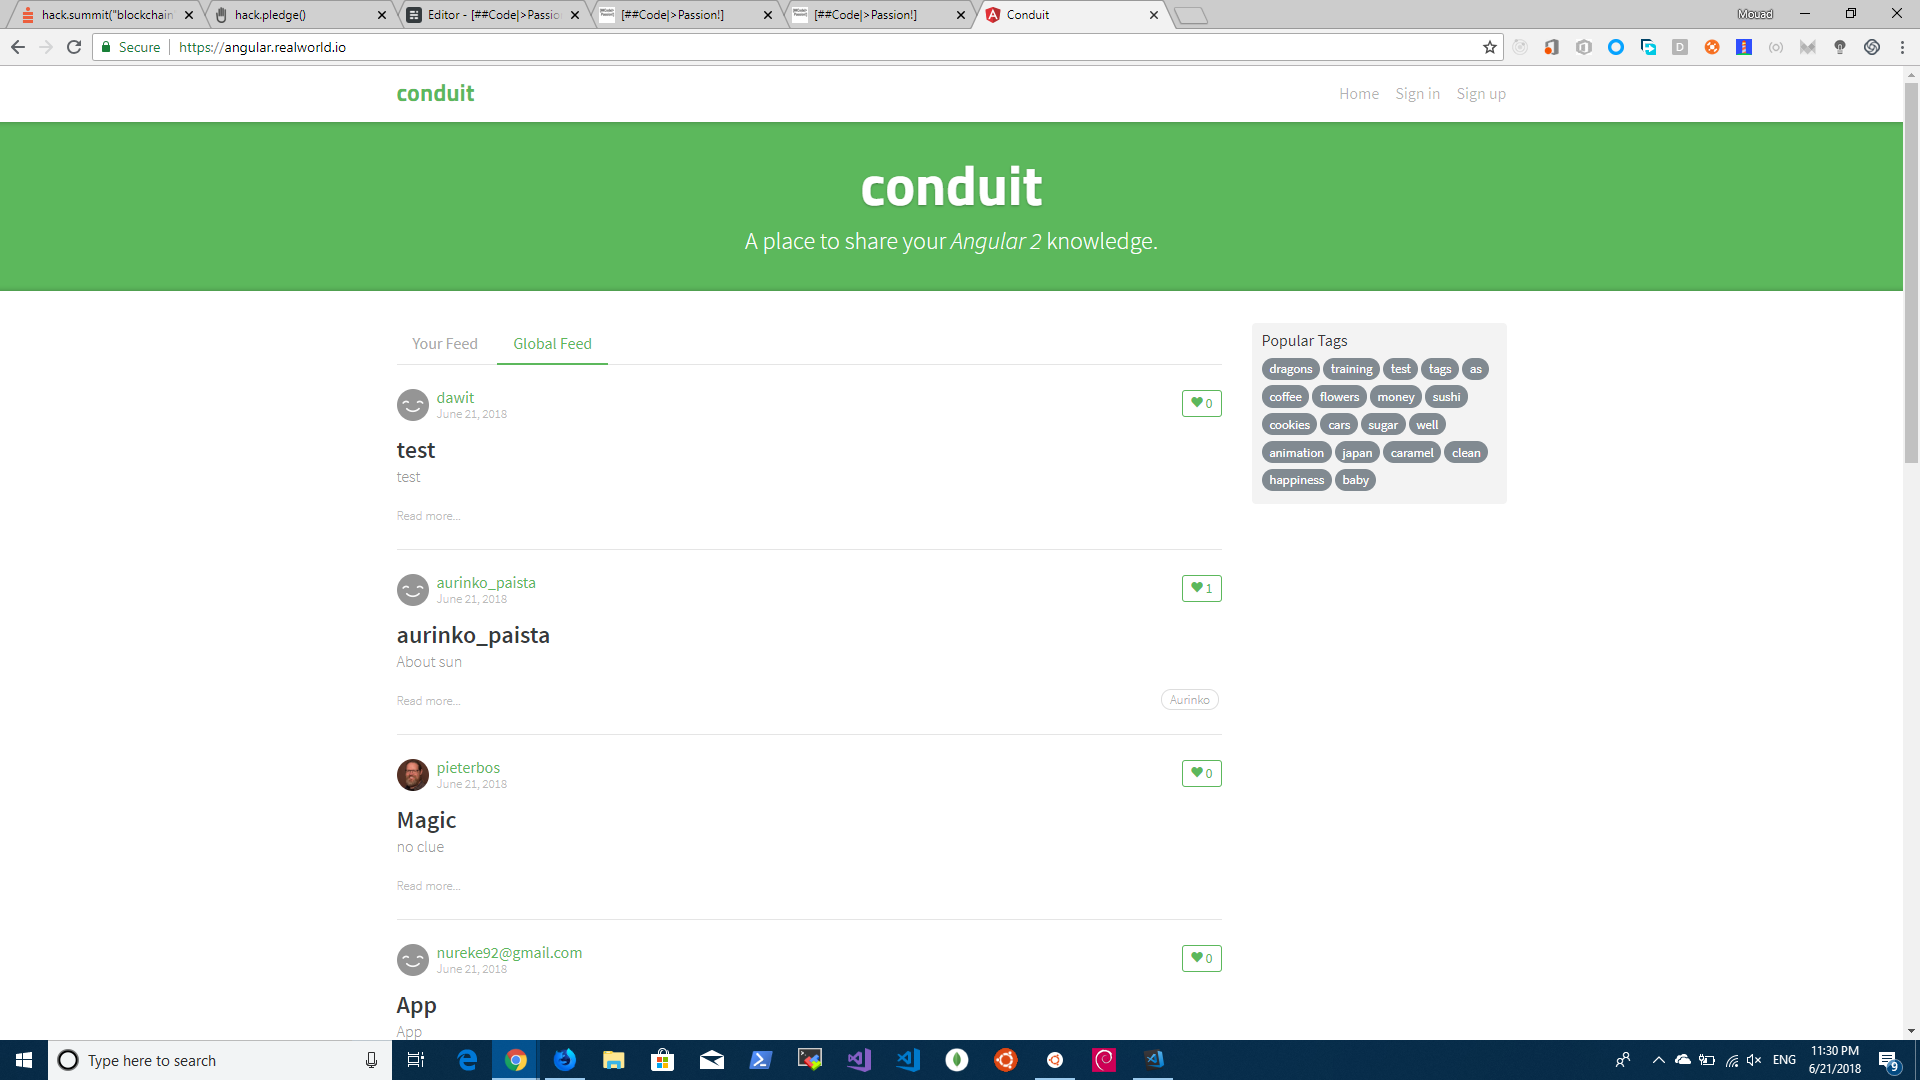 hack.summit("blockchain
hack.pledge()
Editor - [##Code|>Passio
[##Code|>Passion!]
[##Code|>Passion!]
Conduit
Mouad
Secure
https://angular.realworld.io
conduit
Home Sign in Sign up
conduit
A place to share your Angular 2 knowledge.
Your Feed Global Feed
dawit
June 21, 2018
0
test
test
Read more...
aurinko_paista
June 21, 2018
1
aurinko_paista
About sun
Read more...
Aurinko
pieterbos
June 21, 2018
0
Magic
no clue
Read more...
nureke92@gmail.com
June 21, 2018
0
App
App
Popular Tags
dragons training test tags as
coffee flowers money sushi
cookies cars sugar well
animation japan caramel clean
happiness baby
Type here to search
ENG
11:30 PM
6/21/2018
9